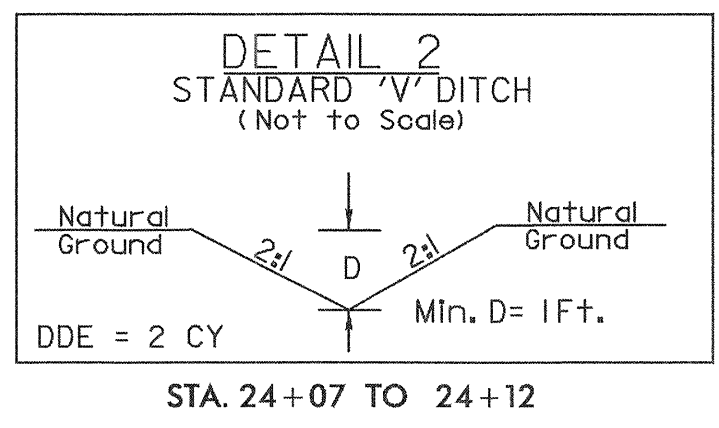 DETAIL 2
STANDARD 'V' DITCH
(Not to Scale)
Natural
Ground
2:1
D
2:1
Natural
Ground
Min. D= 1Ft.
DDE = 2 CY
STA. 24+07 TO 24+12